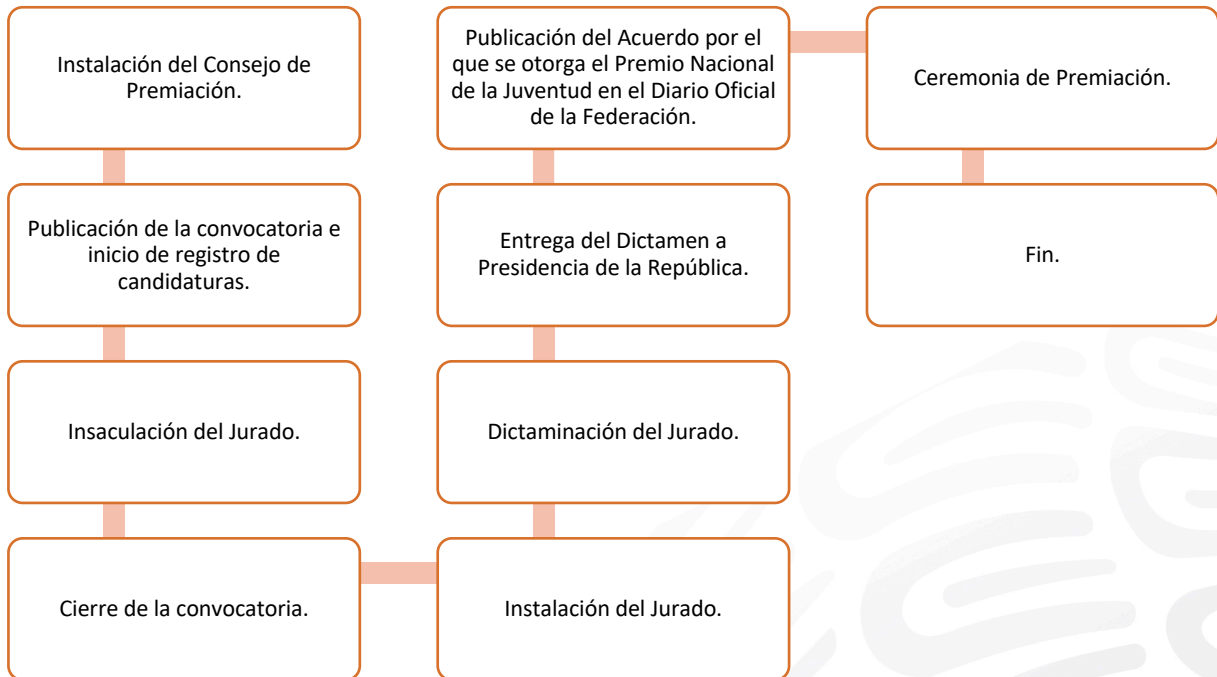 Instalación del Consejo de
Premiación.
Publicación de la convocatoria e
inicio de registro de
candidaturas.
Insaculación del Jurado.
Cierre de la convocatoria.
Instalación del Jurado.
Dictaminación del Jurado.
Entrega del Dictamen a
Presidencia de la República.
Publicación del Acuerdo por el
que se otorga el Premio Nacional
de la Juventud en el Diario Oficial
de la Federación.
Ceremonia de Premiación.
Fin.